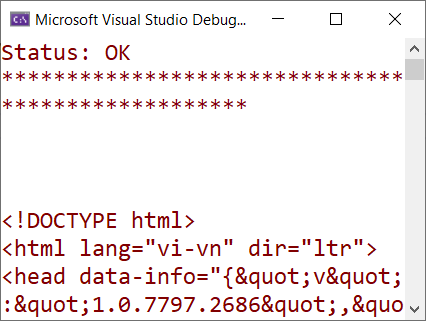 Microsoft Visual Studio Debug...
Status: OK
*******************************
*******************
<!DOCTYPE html>
<html lang="vi-vn" dir="ltr">
<head data-info="{&quot;v&quot;
:&quot;1.0.7797.2686&quot;,&quo